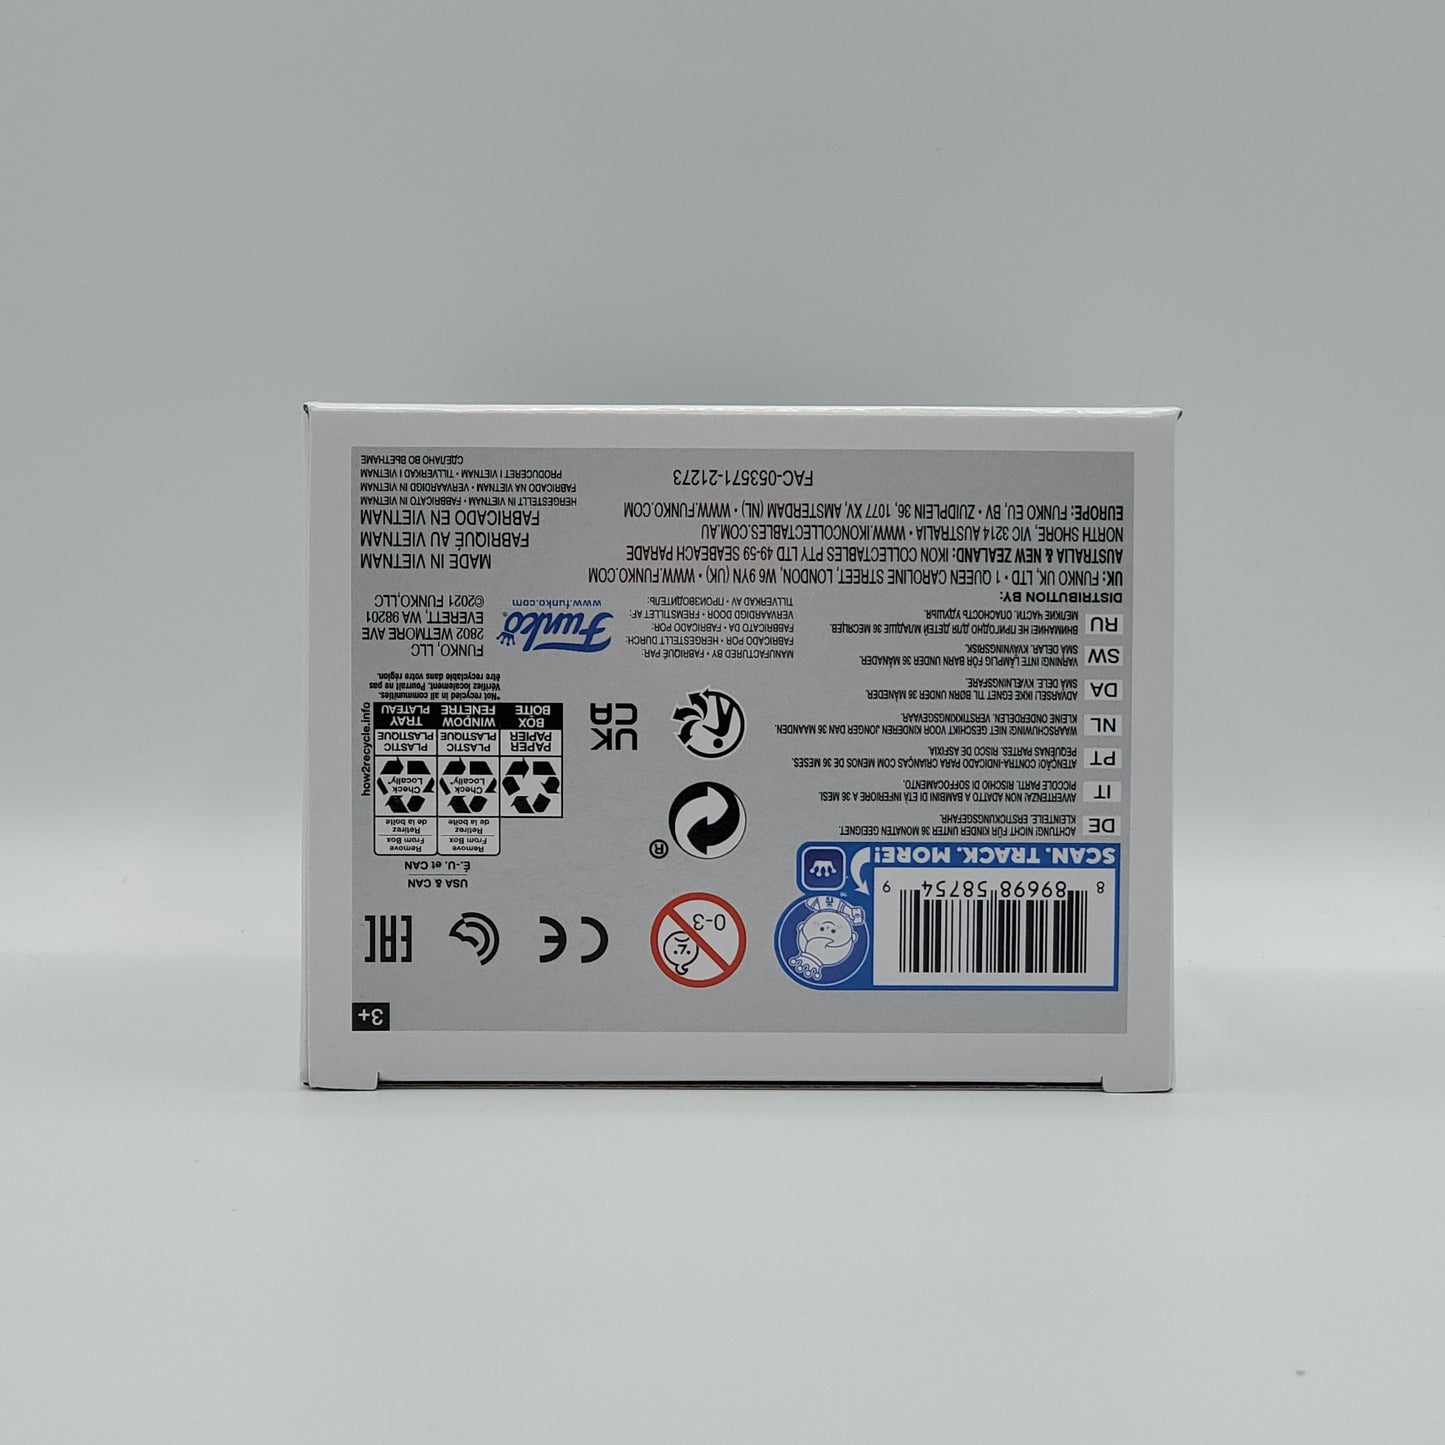 3+
8 89698 58754 9
SCAN. TRACK. MORE!
™
0-3
CE
EAC
DE
ACHTUNG! NICHT FÜR KINDER UNTER 36 MONATEN GEEIGNET.
KLEINTEILE. ERSTICKUNGSGEFAHR.
IT
AVVERTENZA! NON ADATTO A BAMBINI DI ETÀ INFERIORE A 36 MESI.
PICCOLE PARTI. RISCHIO DI SOFFOCAMENTO.
PT
ATENÇÃO! CONTRA-INDICADO PARA CRIANÇAS COM MENOS DE 36 MESES.
PEQUENAS PARTES. RISCO DE ASFIXIA.
NL
WAARSCHUWING! NIET GESCHIKT VOOR KINDEREN JONGER DAN 36 MAANDEN.
KLEINE ONDERDELEN. VERSTIKKINGSGEVAAR.
DA
ADVARSEL! IKKE EGNET TIL BØRN UNDER 36 MÅNEDER.
SMÅ DELE. KVÆLNINGSFARE.
SW
VARNING! INTE LÄMPLIG FÖR BARN UNDER 36 MÅNADER.
SMÅ DELAR. KVÄVNINGSRISK.
RU
ВНИМАНИЕ! НЕ ПРИГОДНО ДЛЯ ДЕТЕЙ МЛАДШЕ 36 МЕСЯЦЕВ.
МЕЛКИЕ ЧАСТИ. ОПАСНОСТЬ УДУШЬЯ.
®
UK
CA
USA & CAN
É.-U. et CAN
Remove
From Box
Retirez
de la boîte
Remove
From Box
Retirez
de la boîte
Check
Locally*
Check
Locally*
PAPER
PAPIER
BOX
BOÎTE
PLASTIC
PLASTIQUE
WINDOW
FENÊTRE
PLASTIC
PLASTIQUE
TRAY
PLATEAU
how2recycle.info
*Not recycled in all communities.
Vérifiez localement. Pourrait ne pas
être recyclable dans votre région.
MANUFACTURED BY • FABRIQUÉ PAR:
FABRICADO POR • HERGESTELLT DURCH:
FABRICADO DA • FABRICADO POR:
VERVAARDIGD DOOR • FREMSTILLET AF:
TILLVERKAD AV • ПРОИЗВОДИТЕЛЬ:
Funko®
www.funko.com
FUNKO, LLC
2802 WETMORE AVE
EVERETT, WA 98201
©2021 FUNKO,LLC
DISTRIBUTION BY:
UK: FUNKO UK, LTD • 1 QUEEN CAROLINE STREET, LONDON, W6 9YN (UK) • WWW.FUNKO.COM
AUSTRALIA & NEW ZEALAND: IKON COLLECTABLES PTY LTD 49-59 SEABEACH PARADE
NORTH SHORE, VIC 3214 AUSTRALIA • WWW.IKONCOLLECTABLES.COM.AU
EUROPE: FUNKO EU, BV • ZUIDPLEIN 36, 1077 XV, AMSTERDAM (NL) • WWW.FUNKO.COM
FAC-053571-21273
MADE IN VIETNAM
FABRIQUÉ AU VIETNAM
FABRICADO EN VIETNAM
HERGESTELLT IN VIETNAM • FABBRICATO IN VIETNAM
FABRICADO NA VIETNAM • VERVAARDIGD IN VIETNAM
PRODUCERET I VIETNAM • TILLVERKAD I VIETNAM
СДЕЛАНО ВО ВЬЕТНАМЕ